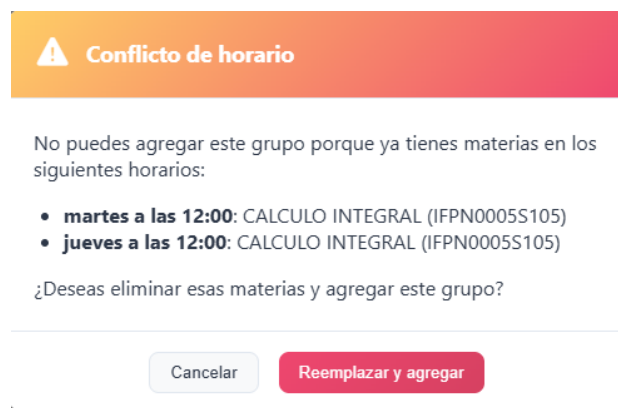 Conflicto de horario
No puedes agregar este grupo porque ya tienes materias en los
siguientes horarios:
• martes a las 12:00: CALCULO INTEGRAL (IFPN0005S105)
• jueves a las 12:00: CALCULO INTEGRAL (IFPN0005S105)
¿Deseas eliminar esas materias y agregar este grupo?
Cancelar
Reemplazar y agregar